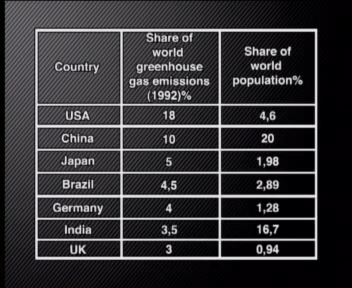 Country
Share of
world
greenhouse
gas emissions
(1992)%
Share of
world
population%
USA 18 4,6
China 10 20
Japan 5 1,98
Brazil 4,5 2,89
Germany 4 1,28
India 3,5 16,7
UK 3 0,94